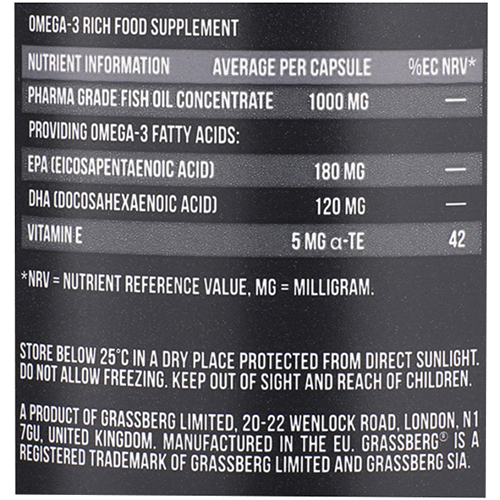 OMEGA-3 RICH FOOD SUPPLEMENT
NUTRIENT INFORMATION AVERAGE PER CAPSULE %EC NRV*
PHARMA GRADE FISH OIL CONCENTRATE 1000 MG —
PROVIDING OMEGA-3 FATTY ACIDS:
EPA (EICOSAPENTAENOIC ACID) 180 MG —
DHA (DOCOSAHEXAENOIC ACID) 120 MG —
VITAMIN E 5 MG α-TE 42
*NRV = NUTRIENT REFERENCE VALUE, MG = MILLIGRAM.
STORE BELOW 25°C IN A DRY PLACE PROTECTED FROM DIRECT SUNLIGHT.
DO NOT ALLOW FREEZING. KEEP OUT OF SIGHT AND REACH OF CHILDREN.
A PRODUCT OF GRASSBERG LIMITED, 20-22 WENLOCK ROAD, LONDON, N1
7GU, UNITED KINGDOM. MANUFACTURED IN THE EU. GRASSBERG® IS A
REGISTERED TRADEMARK OF GRASSBERG LIMITED AND GRASSBERG SIA.